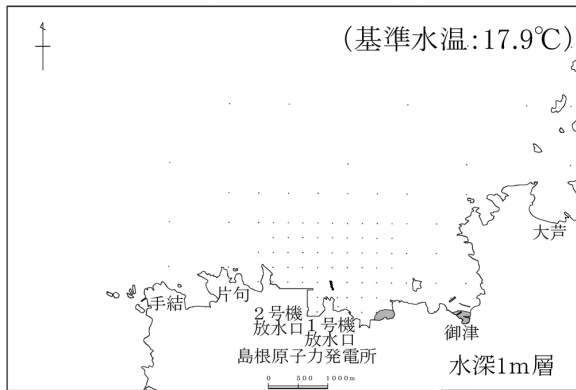 (基準水温:17.9℃)
大芦
手結
片句
2号機
放水口
1号機
放水口
御津
島根原子力発電所
水深1m層
0 500 1000m